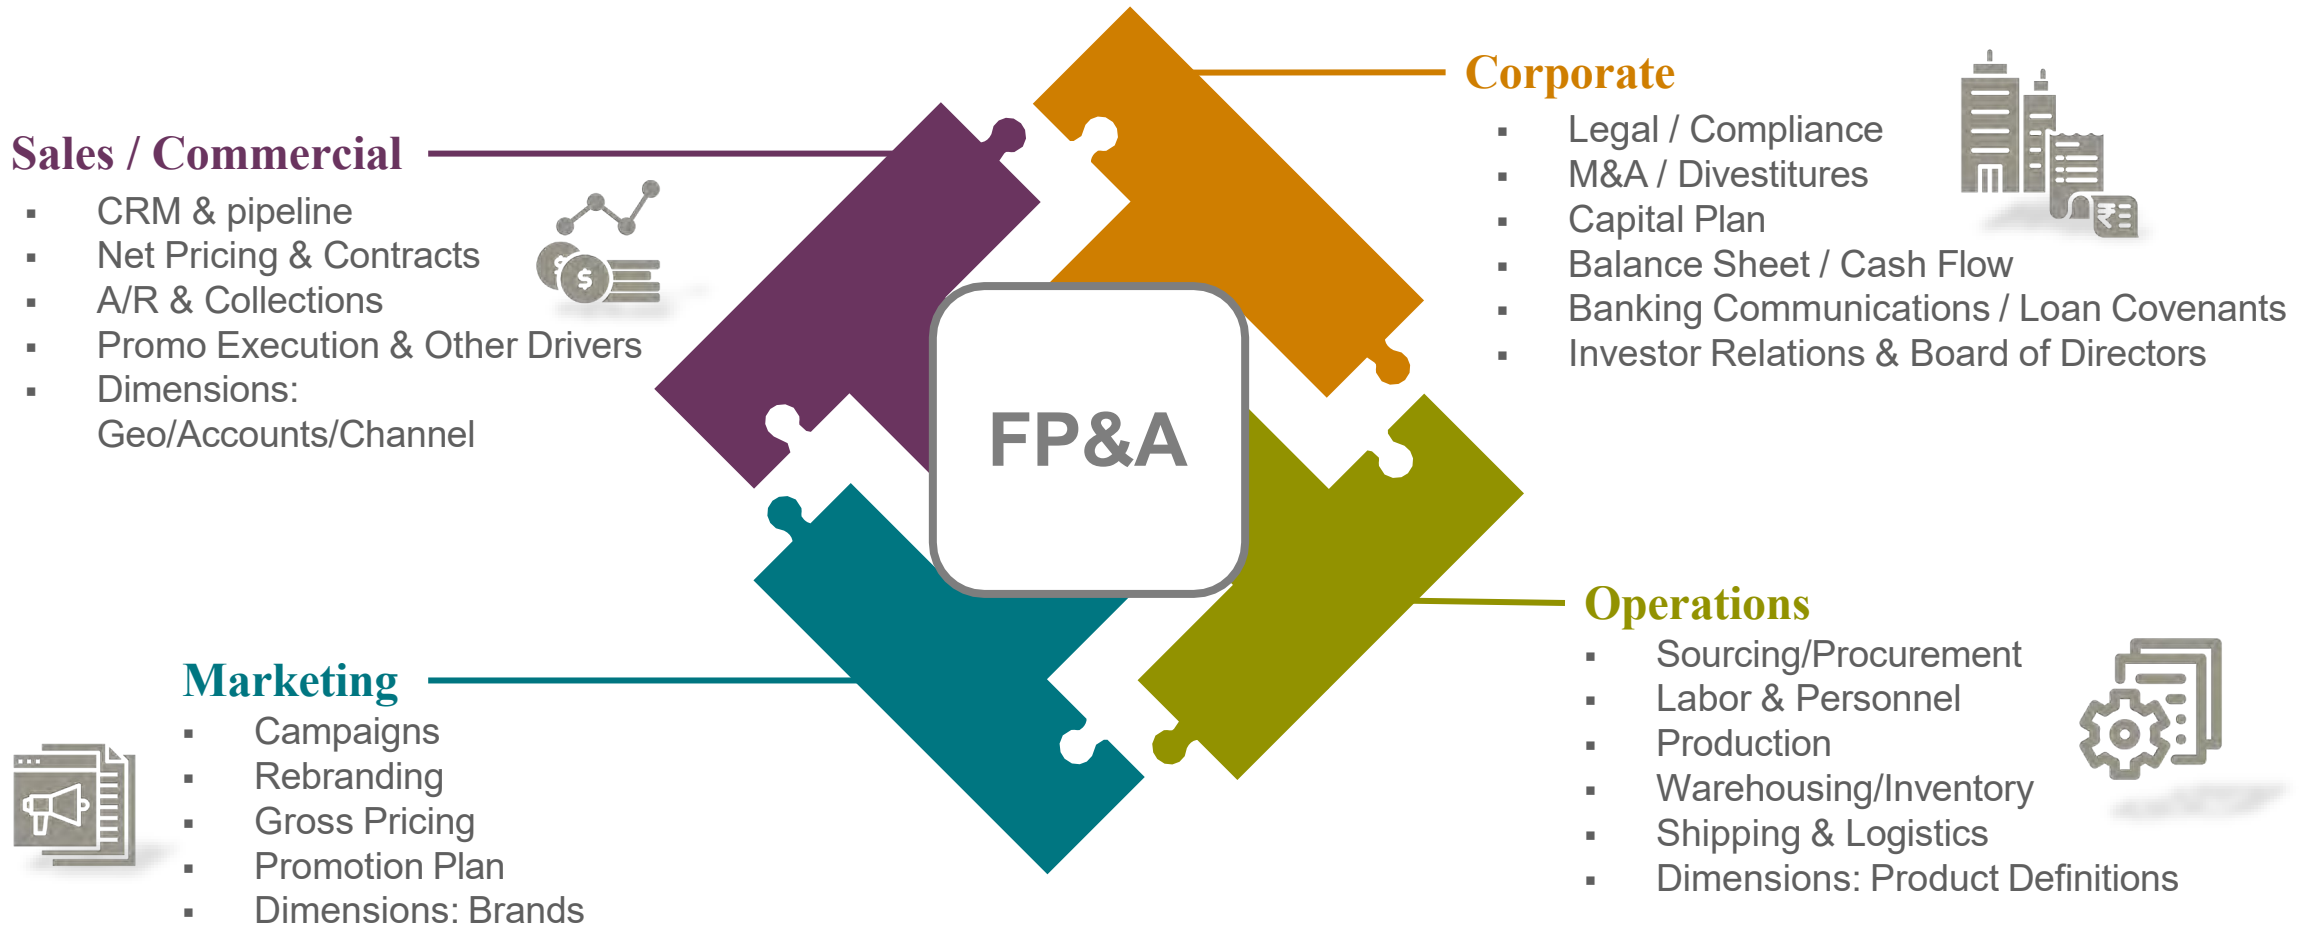 Sales / Commercial
▪ CRM & pipeline
▪ Net Pricing & Contracts
▪ A/R & Collections
▪ Promo Execution & Other Drivers
▪ Dimensions:
Geo/Accounts/Channel
Corporate
▪ Legal / Compliance
▪ M&A / Divestitures
▪ Capital Plan
▪ Balance Sheet / Cash Flow
▪ Banking Communications / Loan Covenants
▪ Investor Relations & Board of Directors
FP&A
Marketing
▪ Campaigns
▪ Rebranding
▪ Gross Pricing
▪ Promotion Plan
▪ Dimensions: Brands
Operations
▪ Sourcing/Procurement
▪ Labor & Personnel
▪ Production
▪ Warehousing/Inventory
▪ Shipping & Logistics
▪ Dimensions: Product Definitions